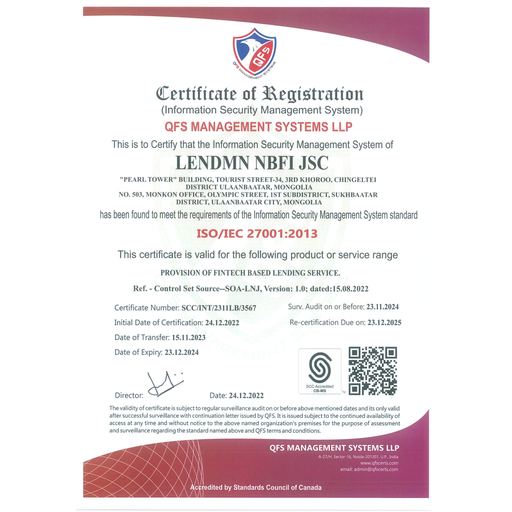 QFS
QFS MANAGEMENT SYSTEMS
Certificate of Registration
(Information Security Management System)
QFS MANAGEMENT SYSTEMS LLP
This is to Certify that the Information Security Management System of
LENDMN NBFI JSC
"PEARL TOWER" BUILDING, TOURIST STREET-34, 3RD KHOROO, CHINGELTEI
DISTRICT ULAANBAATAR, MONGOLIA
NO. 503, MONKON OFFICE, OLYMPIC STREET, 1ST SUBDISTRICT, SUKHBAATAR
DISTRICT, ULAANBAATAR CITY, MONGOLIA
has been found to meet the requirements of the Information Security Management System standard
ISO/IEC 27001:2013
This certificate is valid for the following product or service range
PROVISION OF FINTECH BASED LENDING SERVICE.
Ref. - Control Set Source--SOA-LNJ, Version: 1.0; dated:15.08.2022
Certificate Number: SCC/INT/2311LB/3567
Surv. Audit on or Before: 23.11.2024
Initial Date of Certification: 24.12.2022
Re-certification Due on: 23.12.2025
Date of Transfer: 15.11.2023
Date of Expiry: 23.12.2024
SCC Accredited
CB-MS
Director:
Date: 24.12.2022
The validity of certificate is subject to regular surveillance audit on or before above mentioned dates and its only valid
after successful surveillance with continuation letter issued by QFS. It is issued subject to the continued availability of
access at any time and without notice to the above named organization's premises for the purpose of assessment
and surveillance regarding the standard named above and QFS terms and conditions.
QFS MANAGEMENT SYSTEMS LLP
A-27/H, Sector 16, Noida 201301, U.P., India
www.qfscerts.com
email: admin@qfscerts.com
Accredited by Standards Council of Canada